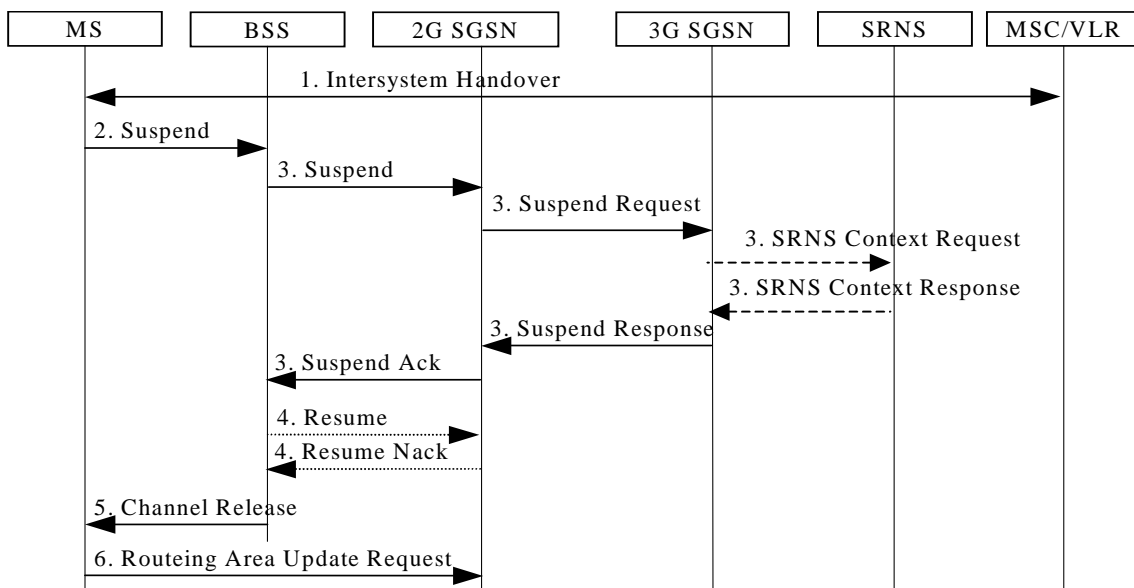 MS
BSS
2G SGSN
3G SGSN
SRNS
MSC/VLR
1. Intersystem Handover
2. Suspend
3. Suspend
3. Suspend Request
3. SRNS Context Request
3. SRNS Context Response
3. Suspend Response
3. Suspend Ack
4. Resume
4. Resume Nack
5. Channel Release
6. Routeing Area Update Request